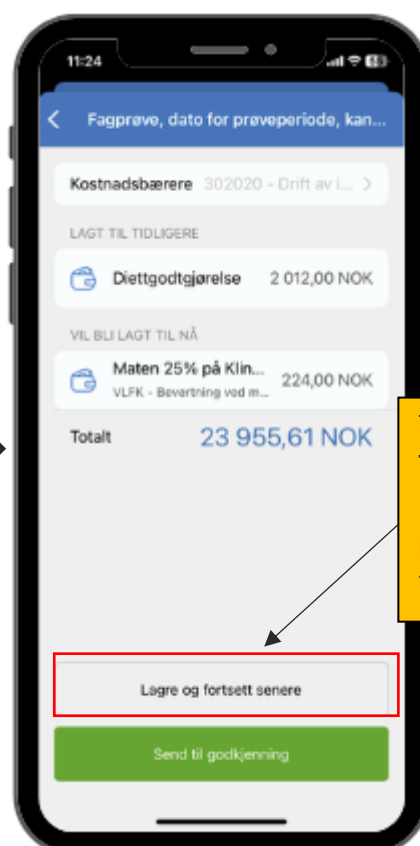 11:24
Fagprøve, dato for prøveperiode, kan...
Kostnadsbærere 302020 - Drift av i...
LAGT TIL TIDLIGERE
Diettgodtgjørelse 2 012,00 NOK
VIL BLI LAGT TIL NÅ
Maten 25% på Klin... 224,00 NOK
VLFK - Bevertning ved m...
Totalt 23 955,61 NOK
Lagre og fortsett senere
Send til godkjenning